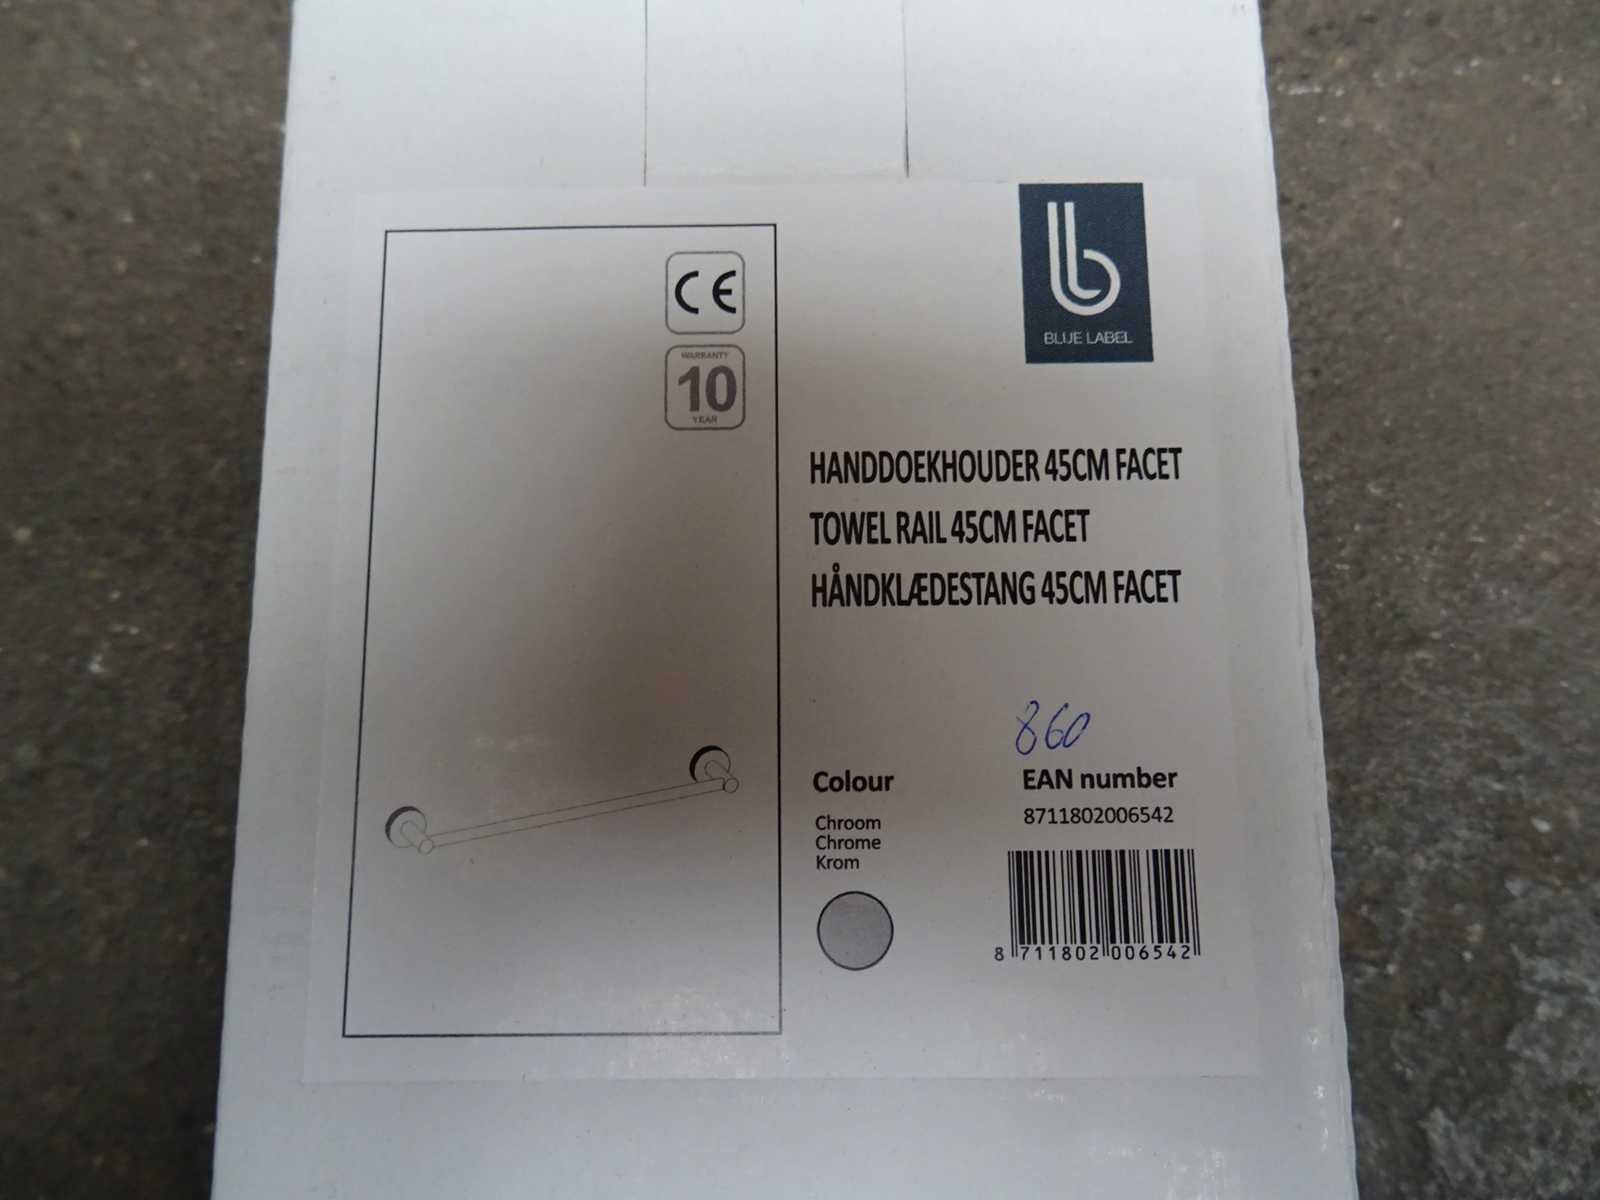 CE
WARRANTY
10
YEAR
BLUE LABEL
HANDDOEKHOUDER 45CM FACET
TOWEL RAIL 45CM FACET
HÅNDKLÆDESTANG 45CM FACET
860
Colour
Chroom
Chrome
Krom
EAN number
8711802006542
8 711802 006542